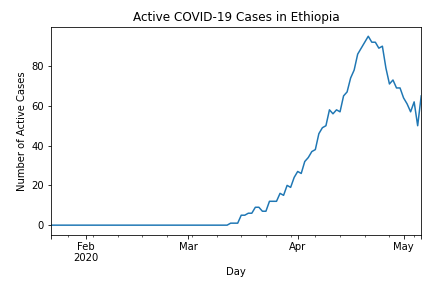 Active COVID-19 Cases in Ethiopia
Number of Active Cases
80
60
40
20
0
Feb
2020
Mar
Apr
May
Day